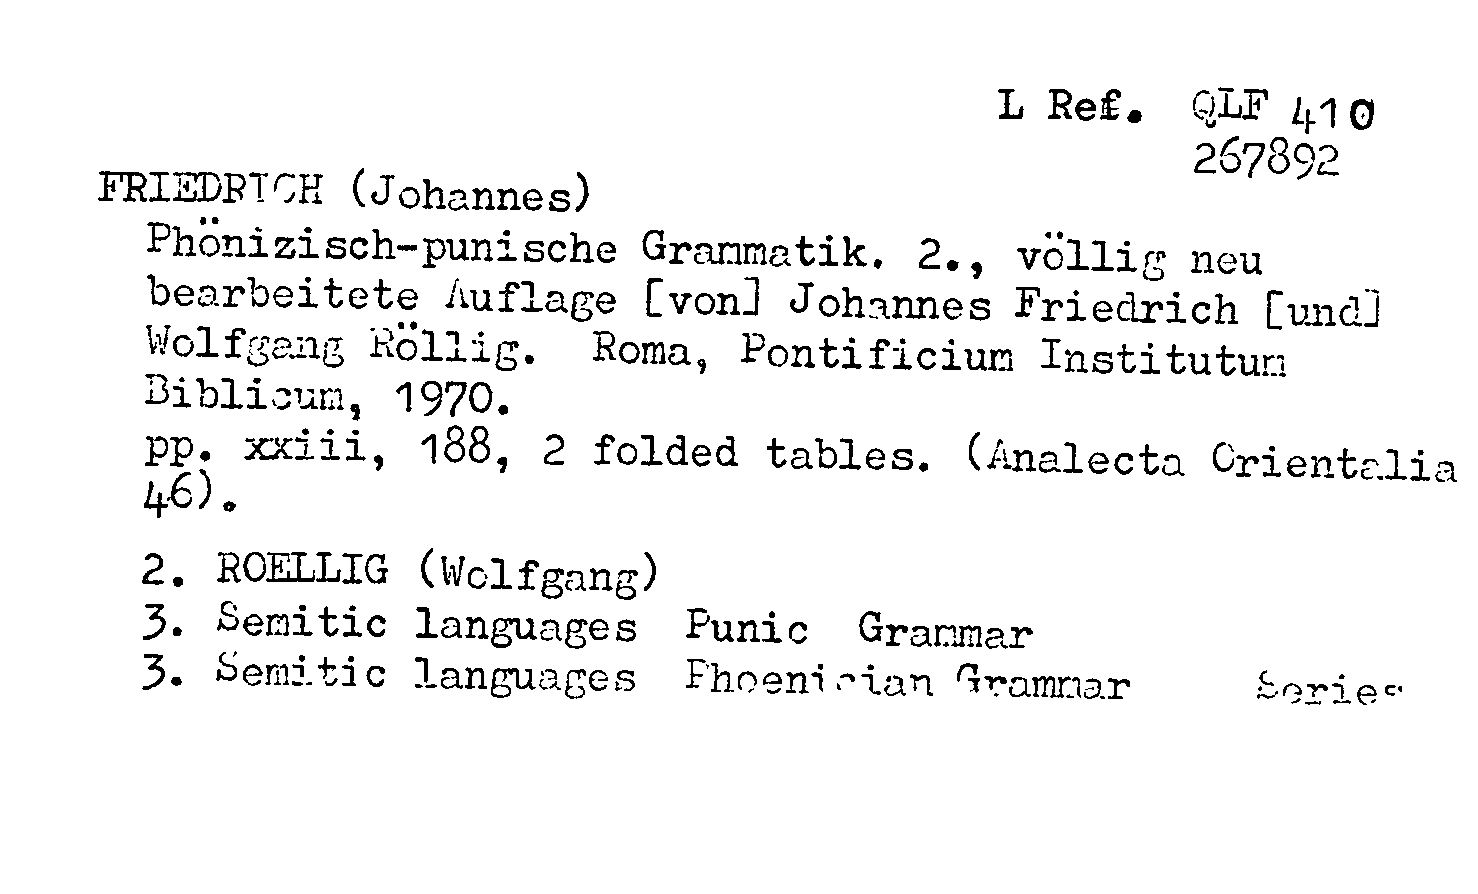 L Ref. QLF 410
267892
FRIEDRICH (Johannes)
Phönizisch-punische Grammatik. 2., völlig neu
bearbeitete Auflage [von] Johannes Friedrich [und]
Wolfgang Röllig. Roma, Pontificium Institutum
Biblicum, 1970.
pp. xxiii, 188, 2 folded tables. (Analecta Orientalia
46).
2. ROELLIG (Wolfgang)
3. Semitic languages Punic Grammar
3. Semitic languages Phoenician Grammar Series